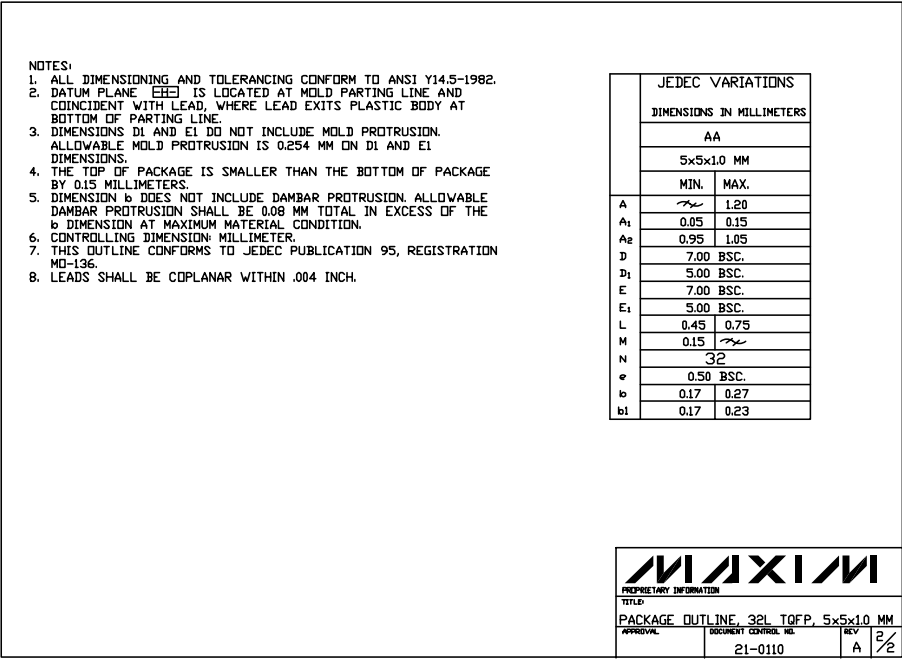 NOTES:
1. ALL DIMENSIONING AND TOLERANCING CONFORM TO ANSI Y14.5-1982.
2. DATUM PLANE -H- IS LOCATED AT MOLD PARTING LINE AND
COINCIDENT WITH LEAD, WHERE LEAD EXITS PLASTIC BODY AT
BOTTOM OF PARTING LINE.
3. DIMENSIONS D1 AND E1 DO NOT INCLUDE MOLD PROTRUSION.
ALLOWABLE MOLD PROTRUSION IS 0.254 MM ON D1 AND E1
DIMENSIONS.
4. THE TOP OF PACKAGE IS SMALLER THAN THE BOTTOM OF PACKAGE
BY 0.15 MILLIMETERS.
5. DIMENSION b DOES NOT INCLUDE DAMBAR PROTRUSION. ALLOWABLE
DAMBAR PROTRUSION SHALL BE 0.08 MM TOTAL IN EXCESS OF THE
b DIMENSION AT MAXIMUM MATERIAL CONDITION.
6. CONTROLLING DIMENSION: MILLIMETER.
7. THIS OUTLINE CONFORMS TO JEDEC PUBLICATION 95, REGISTRATION
MO-136.
8. LEADS SHALL BE COPLANAR WITHIN .004 INCH.
JEDEC VARIATIONS
DIMENSIONS IN MILLIMETERS
AA
5x5x1.0 MM
MIN. MAX.
A 1.20
A1 0.05 0.15
A2 0.95 1.05
D 7.00 BSC.
D1 5.00 BSC.
E 7.00 BSC.
E1 5.00 BSC.
L 0.45 0.75
M 0.15
N 32
e 0.50 BSC.
b 0.17 0.27
b1 0.17 0.23
MAXIM
PROPRIETARY INFORMATION
TITLE:
PACKAGE OUTLINE, 32L TQFP, 5x5x1.0 MM
APPROVAL DOCUMENT CONTROL NO. REV
21-0110 A 2/2